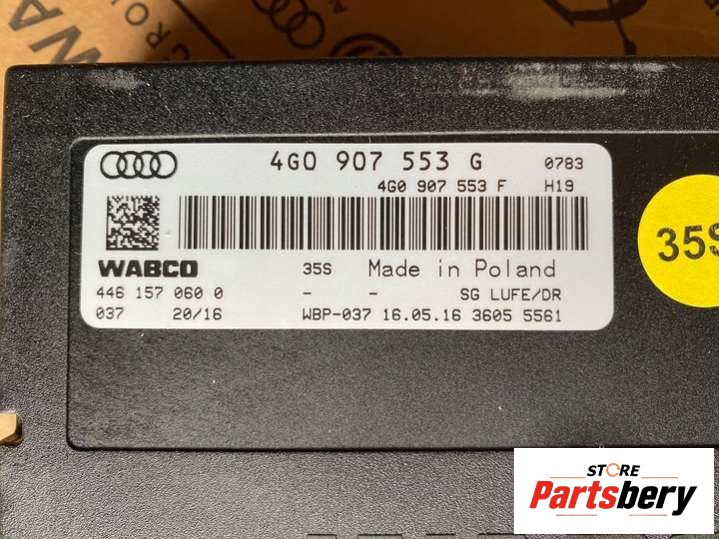 4G0 907 553 G 0783
4G0 907 553 F H19
WABCO 35S Made in Poland
446 157 060 0 - - SG LUFE/DR
037 20/16 WBP-037 16.05.16 3605 5561
35S
STORE
Partsbery